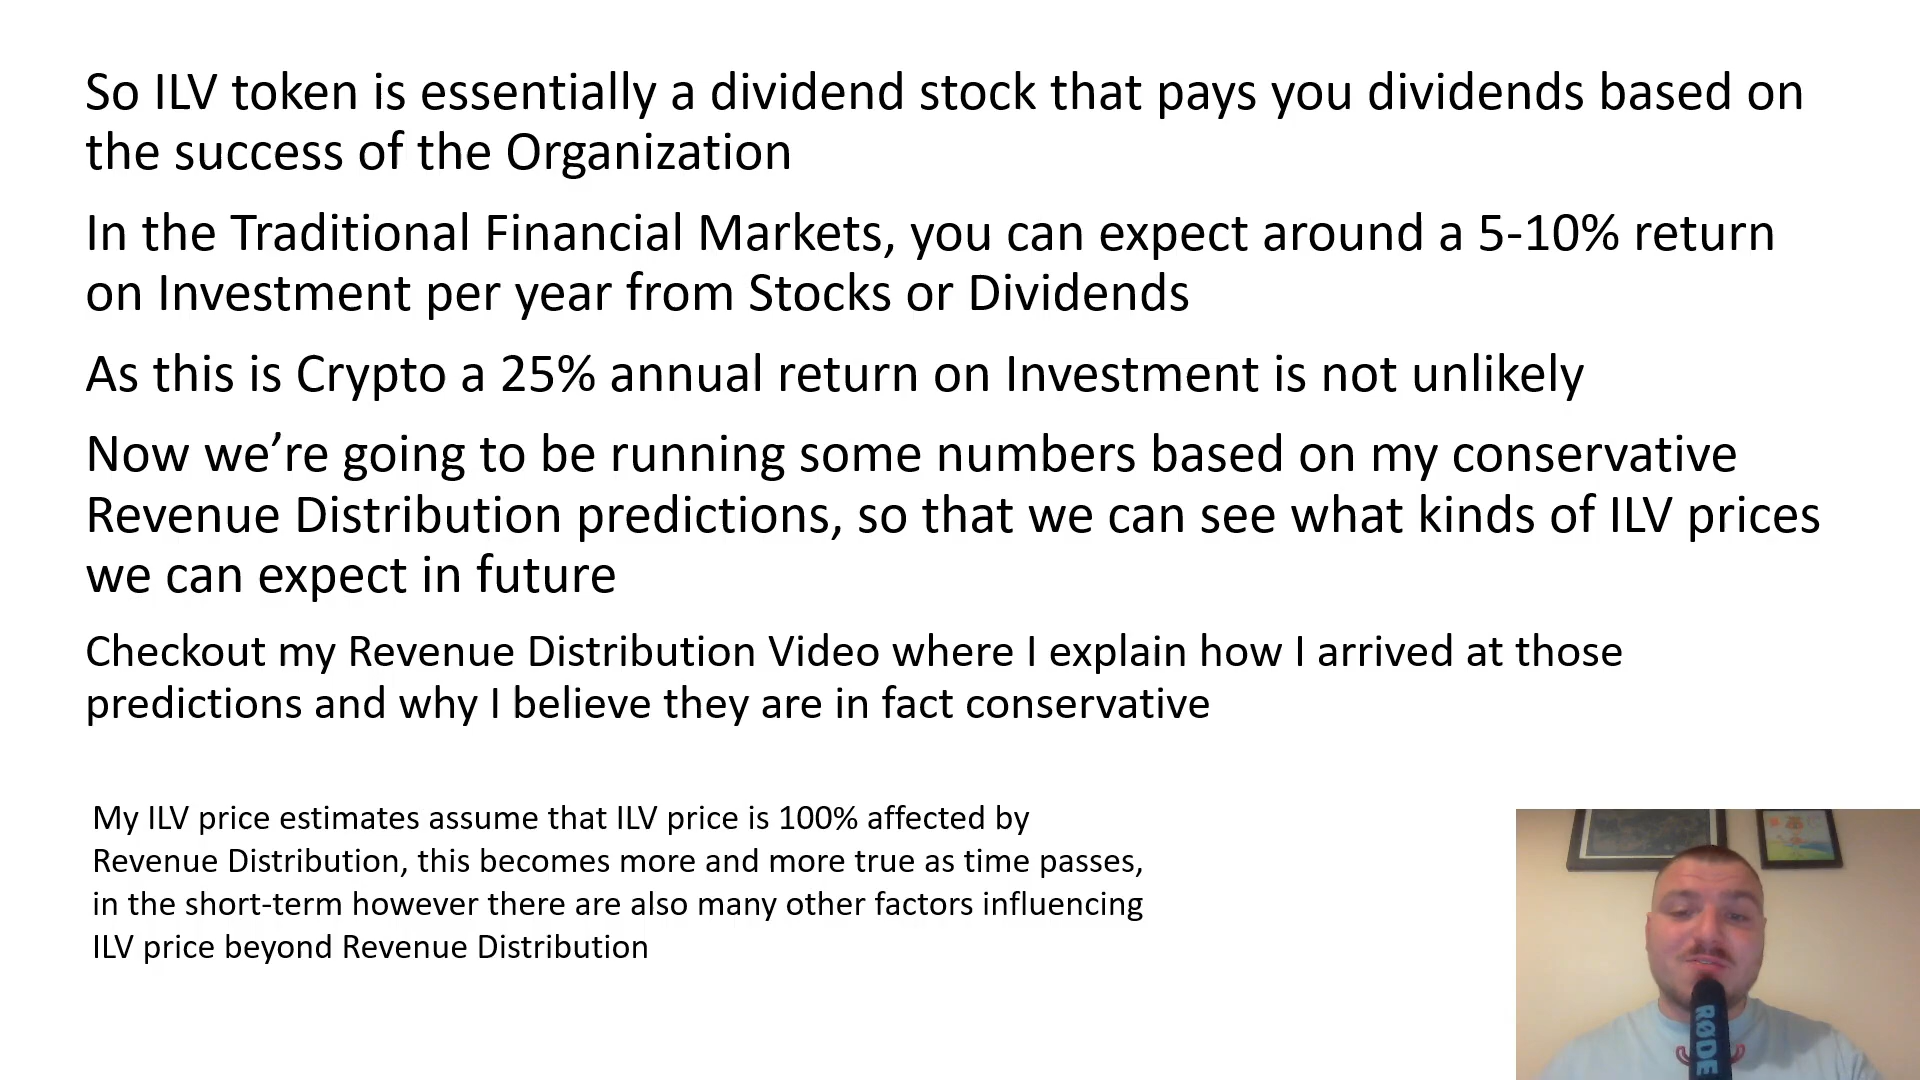 So ILV token is essentially a dividend stock that pays you dividends based on
the success of the Organization
In the Traditional Financial Markets, you can expect around a 5-10% return
on Investment per year from Stocks or Dividends
As this is Crypto a 25% annual return on Investment is not unlikely
Now we’re going to be running some numbers based on my conservative
Revenue Distribution predictions, so that we can see what kinds of ILV prices
we can expect in future
Checkout my Revenue Distribution Video where I explain how I arrived at those
predictions and why I believe they are in fact conservative
My ILV price estimates assume that ILV price is 100% affected by
Revenue Distribution, this becomes more and more true as time passes,
in the short-term however there are also many other factors influencing
ILV price beyond Revenue Distribution
RØDE